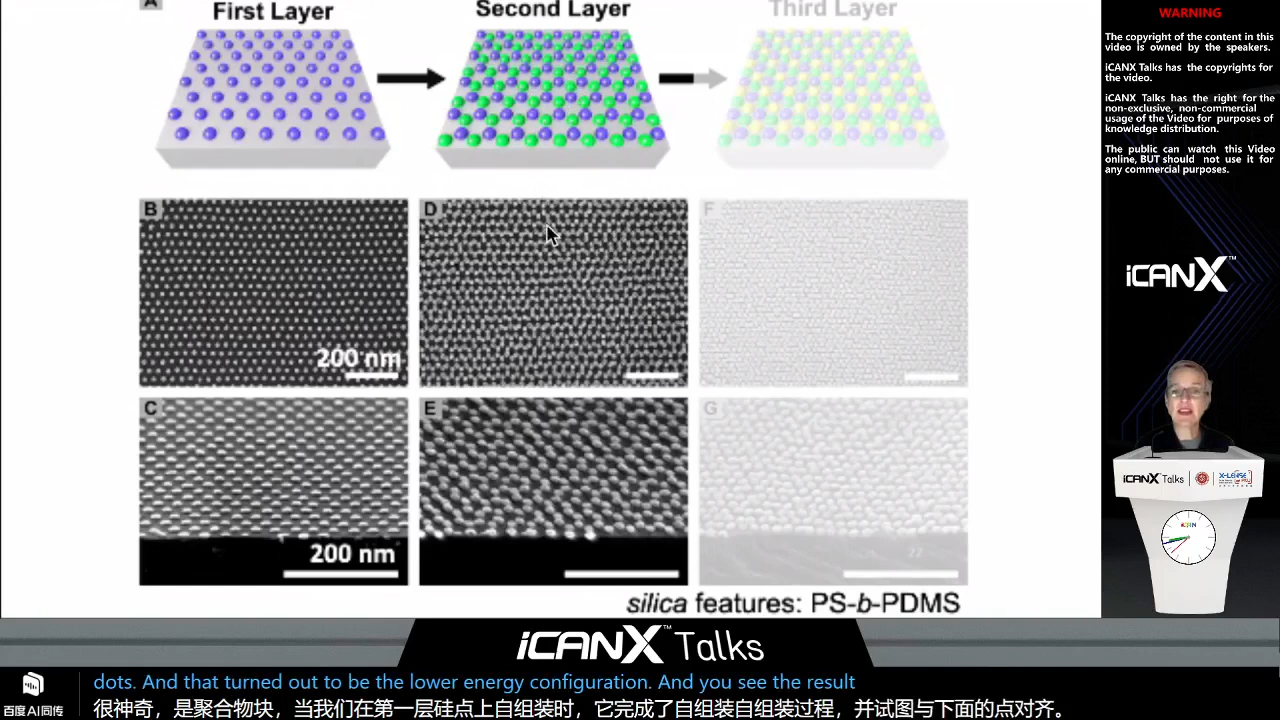 A
First Layer
Second Layer
Third Layer
B
D
F
200 nm
C
E
G
200 nm
27
silica features: PS-b-PDMS
WARNING
The copyright of the content in this
video is owned by the speakers.
iCANX Talks has the copyrights for
the video.
iCANX Talks has the right for the
non-exclusive, non-commercial
usage of the Video for purposes of
knowledge distribution.
The public can watch this Video
online, BUT should not use it for
any commercial purposes.
iCANX™
iCANX Talks
iCANX™ Talks
百度AI同传
dots. And that turned out to be the lower energy configuration. And you see the result
很神奇，是聚合物块，当我们在第一层硅点上自组装时，它完成了自组装自组装过程，并试图与下面的点对齐。